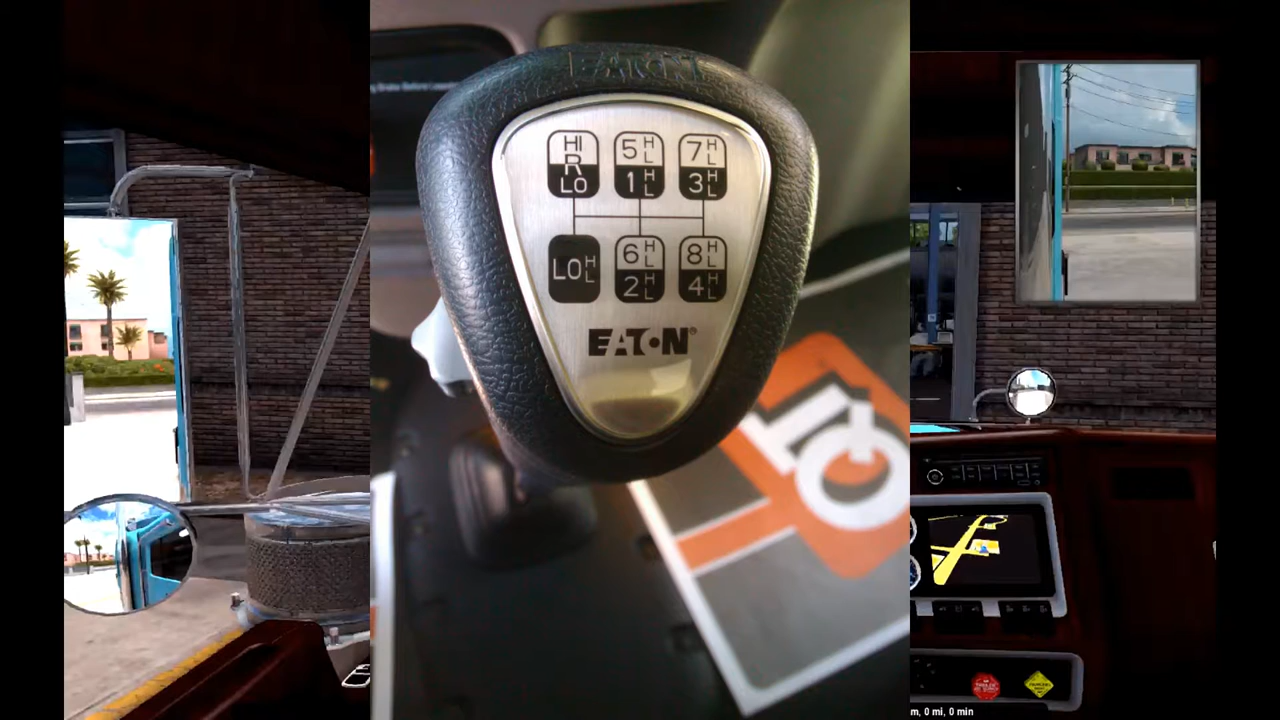 EATON
HI
R
LO
5 H L
1 H L
7 H L
3 H L
LO H L
6 H L
2 H L
8 H L
4 H L
EATON®
m, 0 mi, 0 min